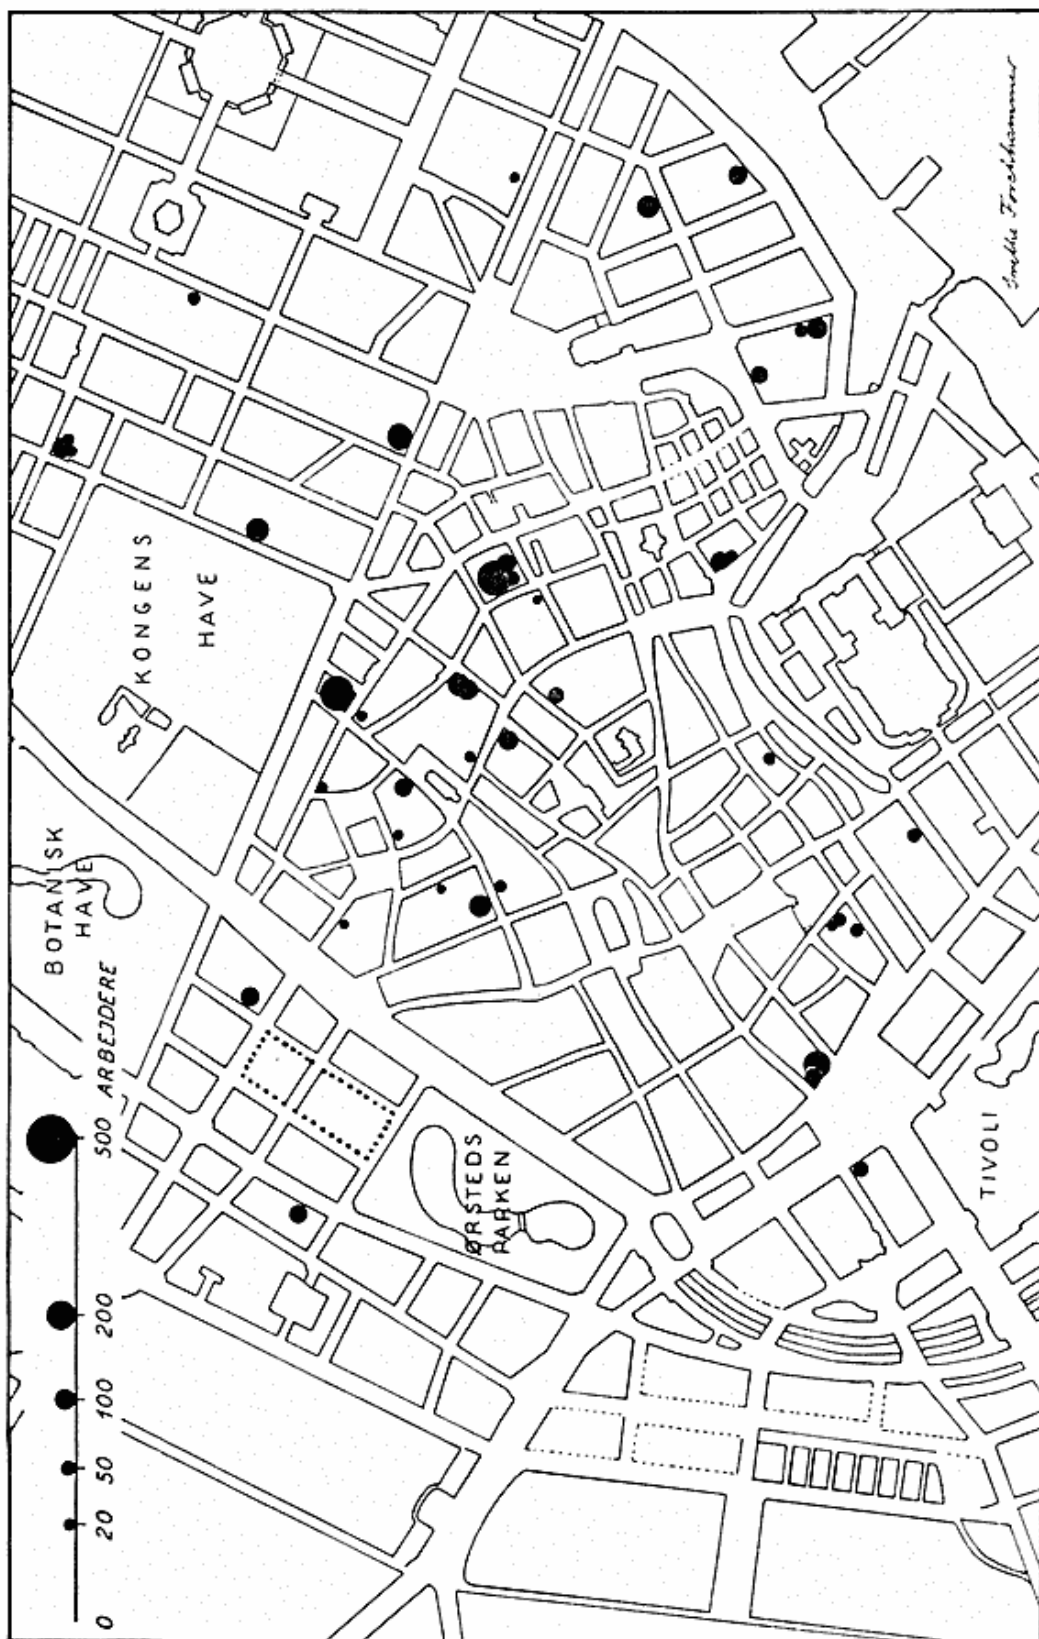 KONGENS
HAVE
BOTANISK
HAVE
ØRSTEDS
PARKEN
TIVOLI
0 20 50 100 200 500 ARBEJDERE